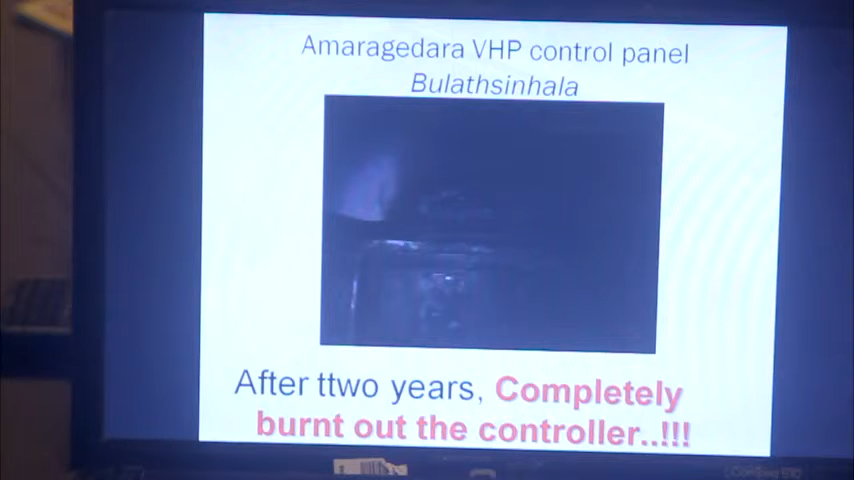 Amaragedara VHP control panel
Bulathsinhala
After ttwo years, Completely
burnt out the controller..!!!